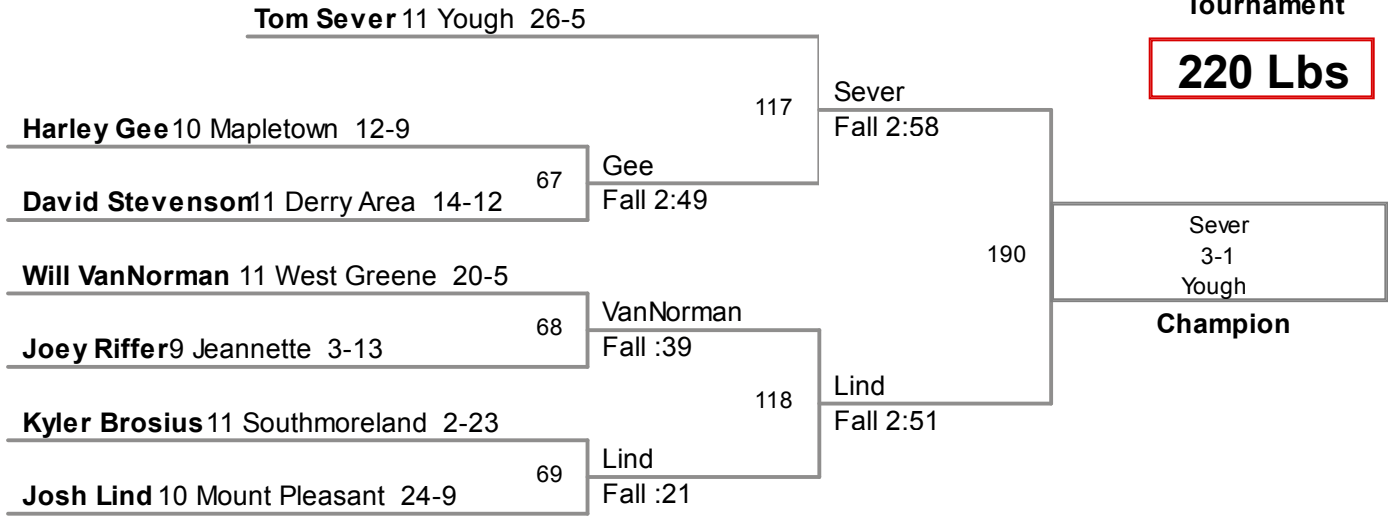 Tournament
220 Lbs
Tom Sever 11 Yough 26-5
117
Sever
Fall 2:58
Harley Gee 10 Mapletown 12-9
67
Gee
Fall 2:49
David Stevenson 11 Derry Area 14-12
190
Sever
3-1
Yough
Champion
Will VanNorman 11 West Greene 20-5
68
VanNorman
Fall :39
Joey Riffer 9 Jeannette 3-13
118
Lind
Fall 2:51
Kyler Brosius 11 Southmoreland 2-23
69
Lind
Fall :21
Josh Lind 10 Mount Pleasant 24-9